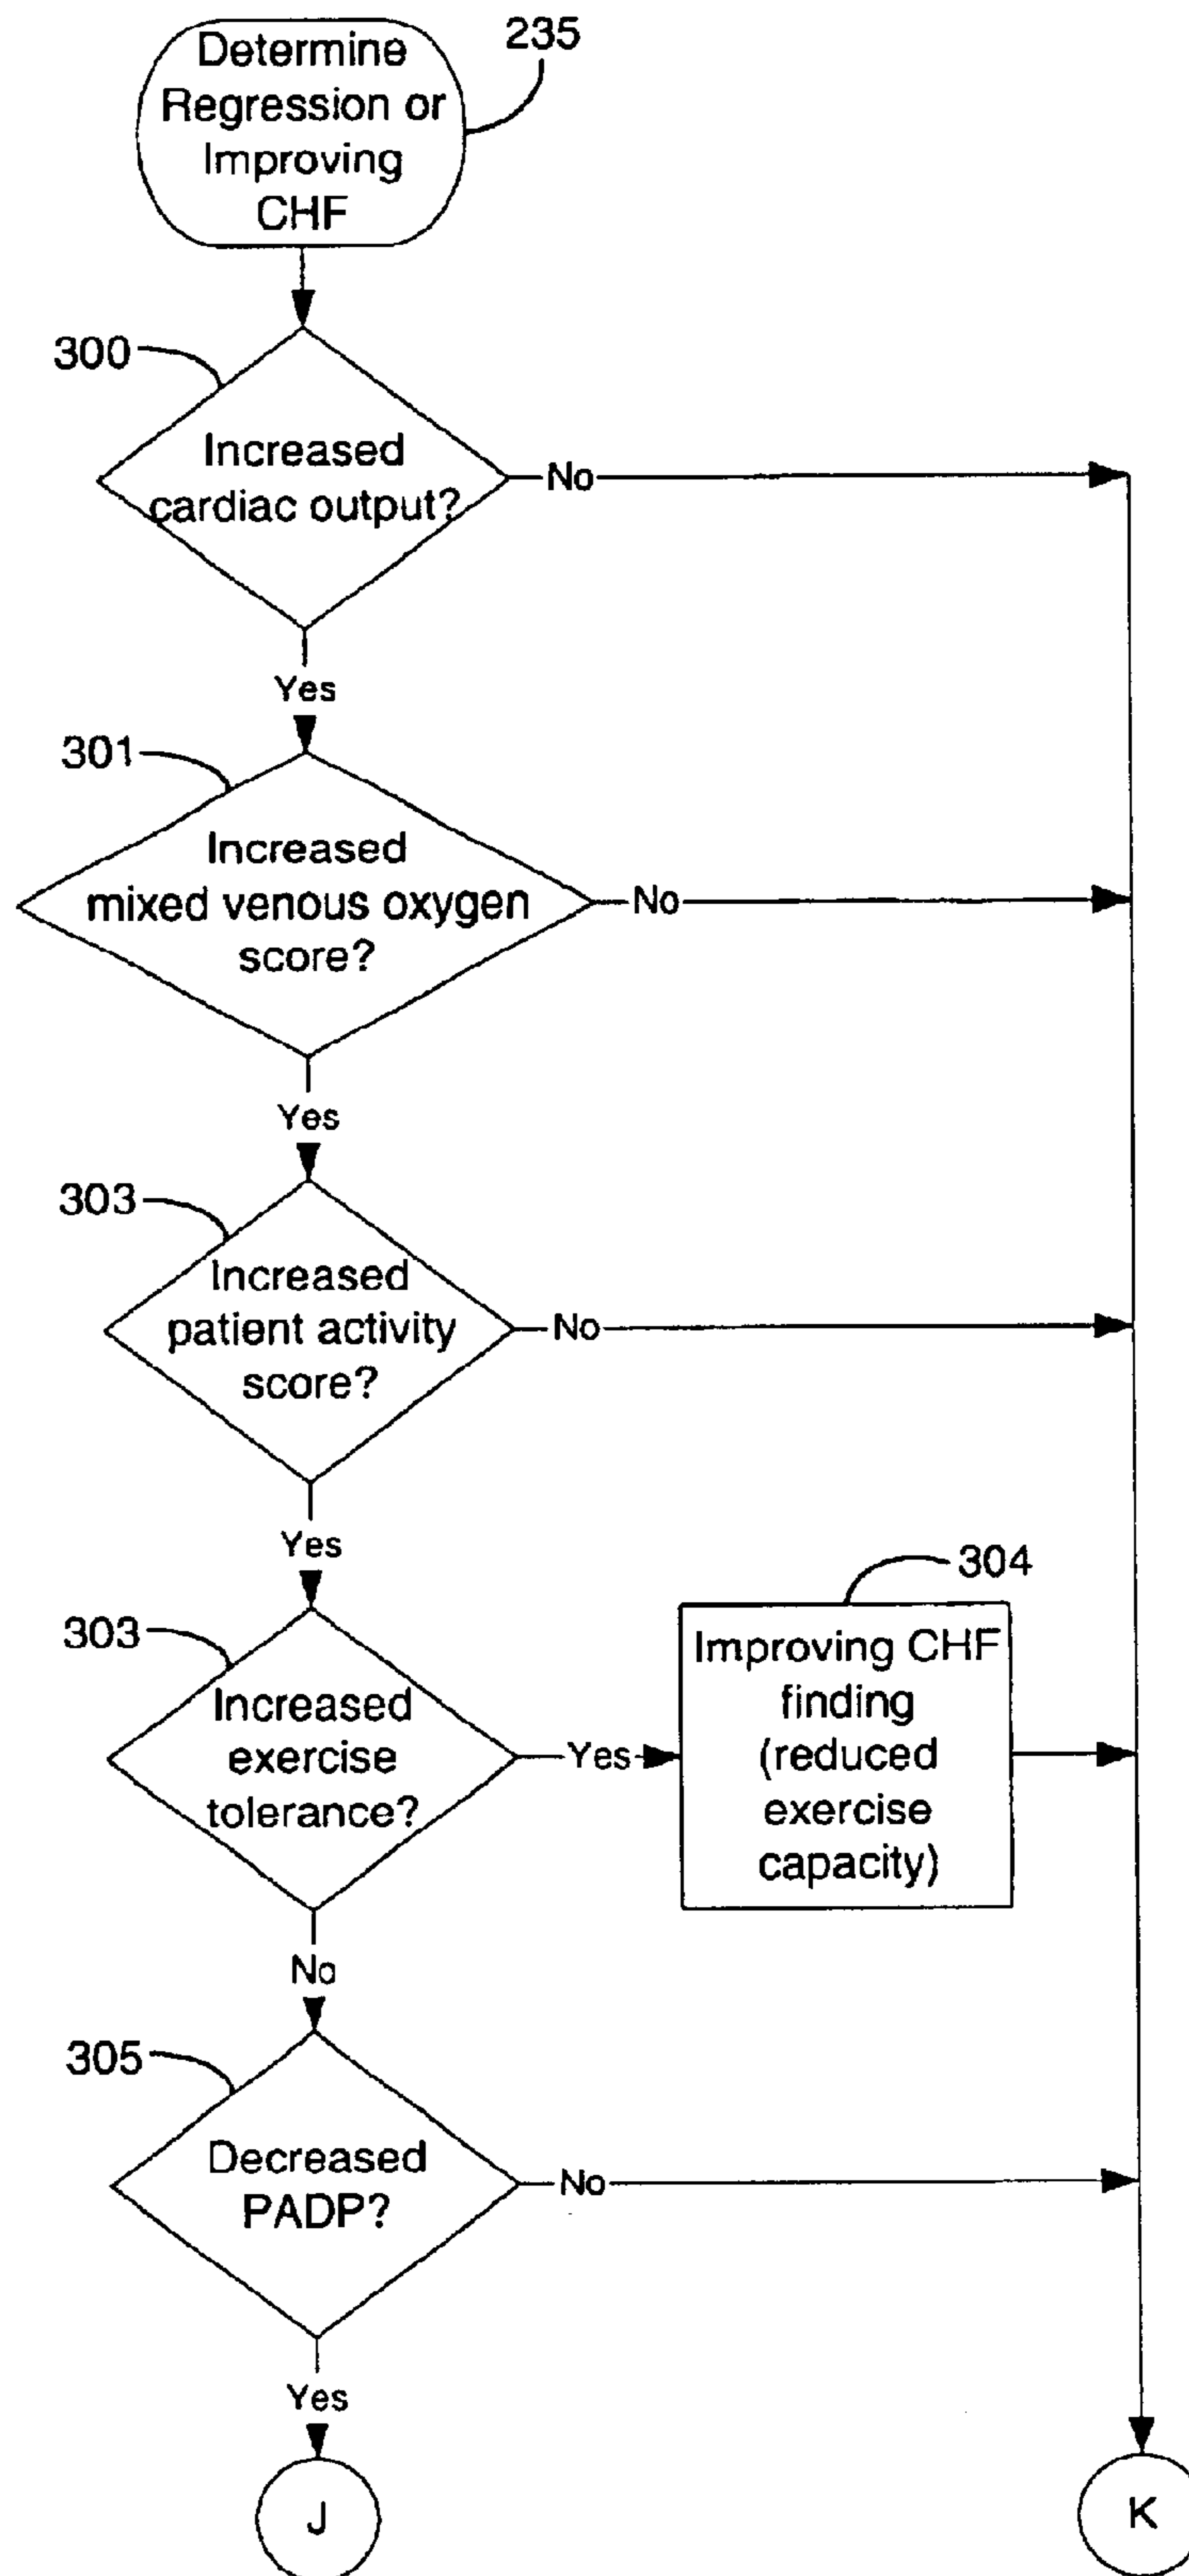 Determine
Regression or
Improving
CHF
235
300
Increased
cardiac output?
No
Yes
301
Increased
mixed venous oxygen
score?
No
Yes
303
Increased
patient activity
score?
No
Yes
303
Increased
exercise
tolerance?
Yes
304
Improving CHF
finding
(reduced
exercise
capacity)
No
305
Decreased
PADP?
No
Yes
J
K